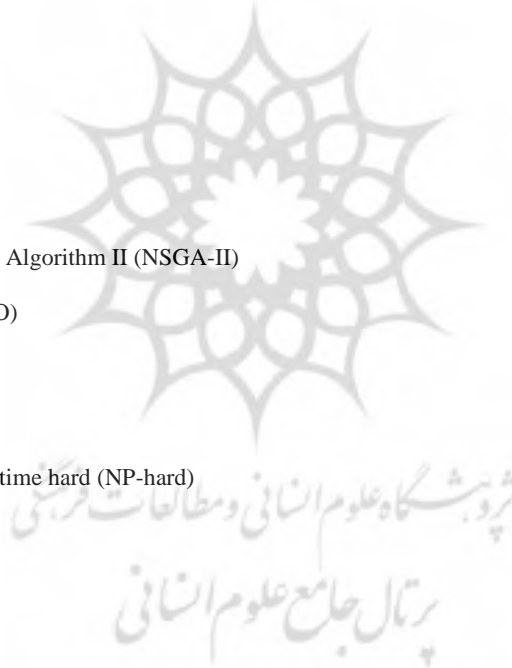 Algorithm II (NSGA-II)
O)
time hard (NP-hard)
پژوهشگاه علوم انسانی و مطالعات فرهنگی
پرتال جامع علوم انسانی